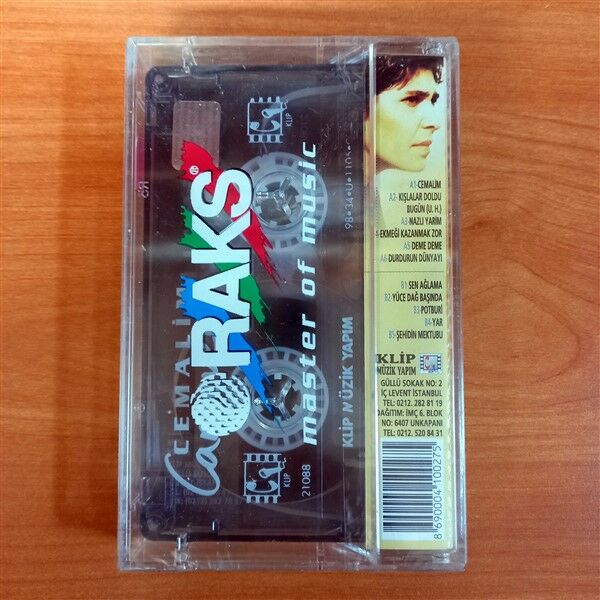 A1-CEMALİM
A2- KIŞLALAR DOLDU
BUGÜN (U. H.)
A3-NAZLI YARİM
EKMEĞİ KAZANMAK ZOR
A5-DEME DEME
A6-DURDURUN DÜNYAYI
B1-SEN AĞLAMA
B2-YÜCE DAĞ BAŞINDA
B3-POTBURİ
B4-YAR
B5-ŞEHİDİN MEKTUBU
KLİP
MÜZİK YAPIM
GÜLLÜ SOKAK NO: 2
İÇ LEVENT İSTANBUL
TEL: 0212. 282 81 19
DAĞITIM: İMÇ 6. BLOK
NO: 6407 UNKAPANI
TEL: 0212. 520 84 31
8 690004 100275
RAKS®
master of music
KLİP MÜZİK YAPIM
CEMALİM
KLİP
KLİP
21088